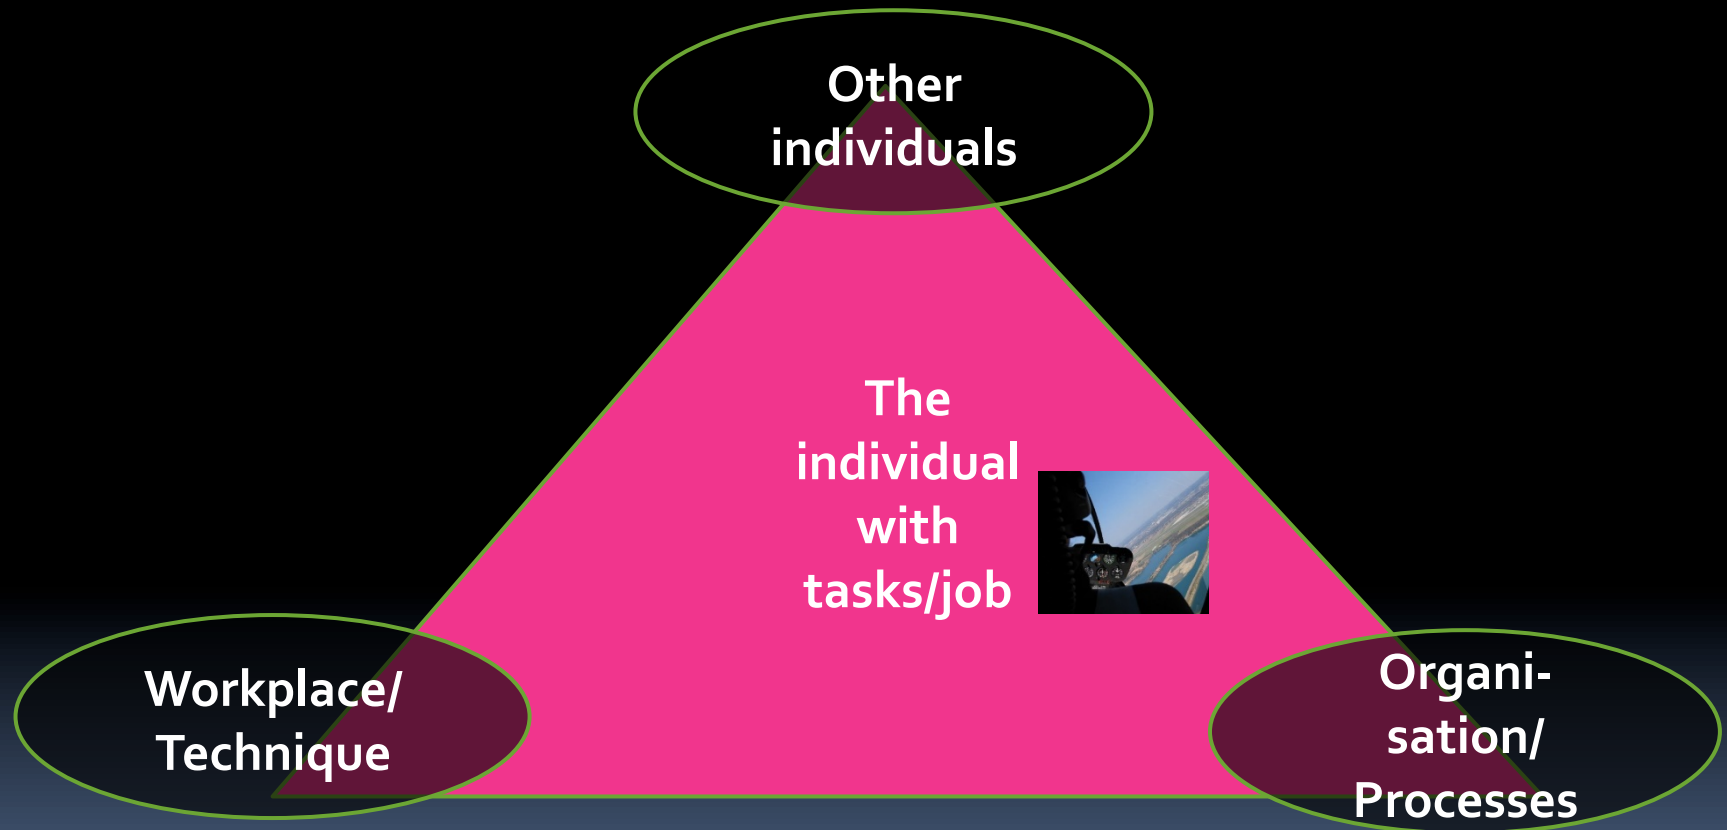 Other
individuals
The
individual
with
tasks/job
Workplace/
Technique
Organi-
sation/
Processes